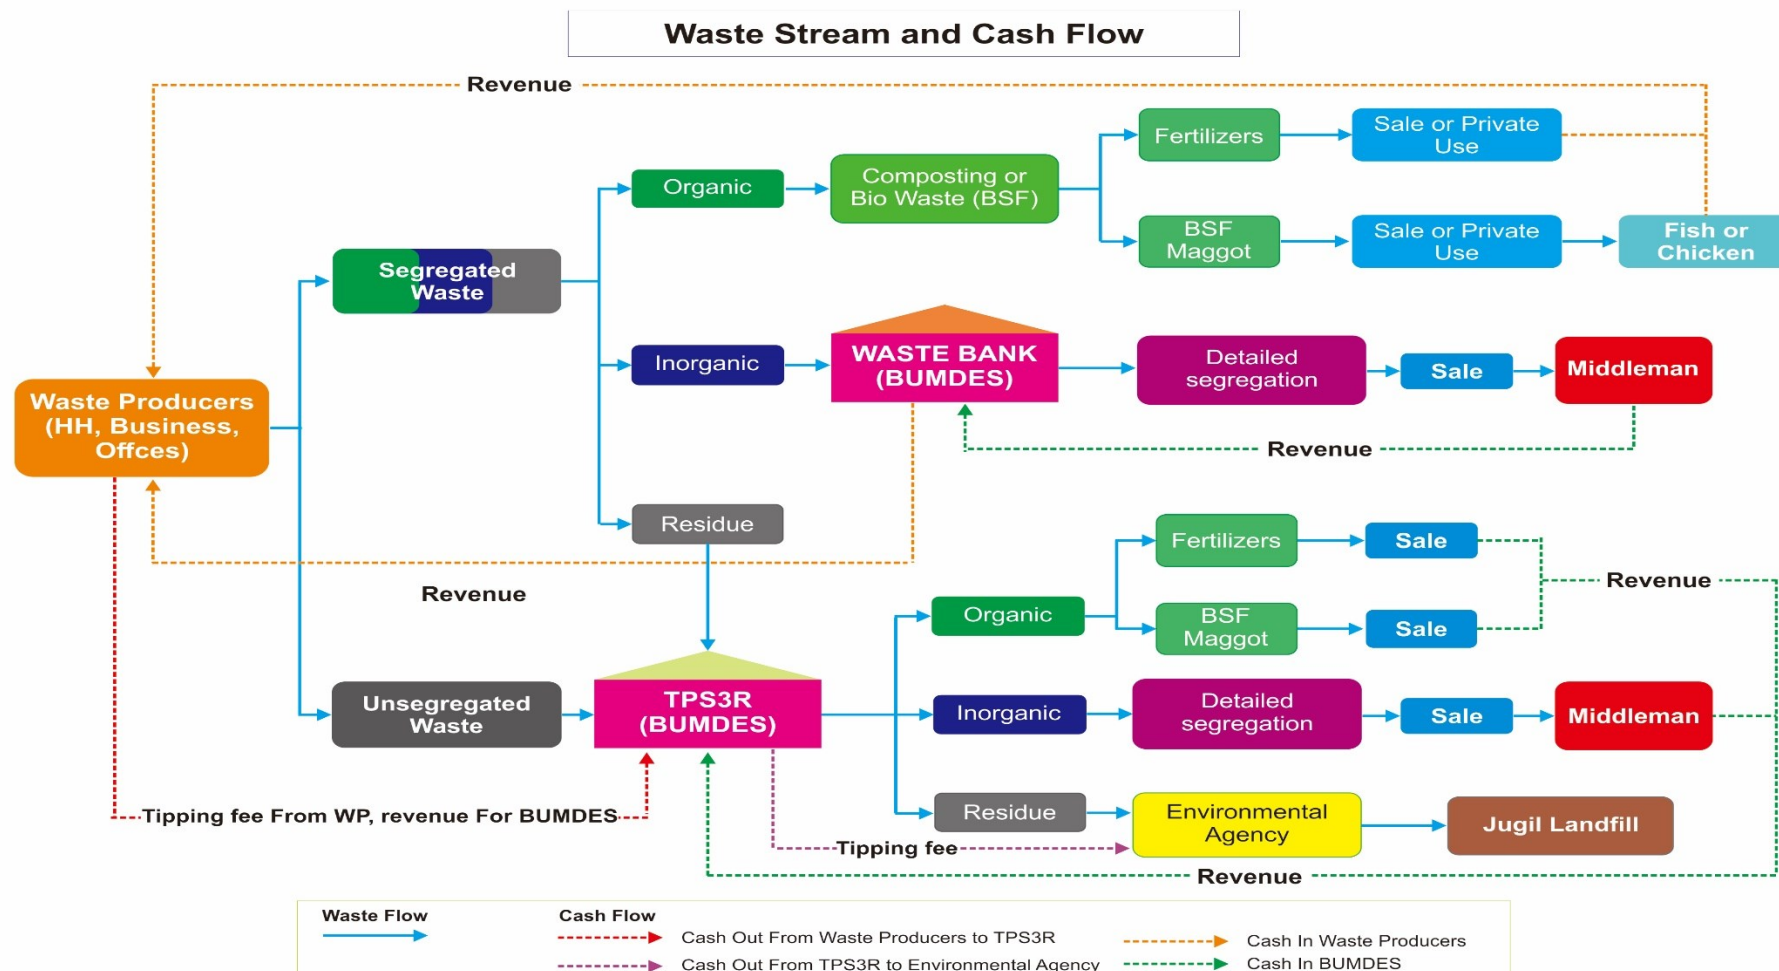 Waste Stream and Cash Flow
Revenue
Fertilizers
Sale or Private
Use
Organic
Composting or
Bio Waste (BSF)
BSF
Maggot
Sale or Private
Use
Fish or
Chicken
Segregated
Waste
Inorganic
WASTE BANK
(BUMDES)
Detailed
segregation
Sale
Middleman
Waste Producers
(HH, Business,
Offces)
Revenue
Residue
Fertilizers
Sale
Revenue
Revenue
Organic
BSF
Maggot
Sale
Unsegregated
Waste
TPS3R
(BUMDES)
Inorganic
Detailed
segregation
Sale
Middleman
Tipping fee From WP, revenue For BUMDES
Residue
Environmental
Agency
Jugil Landfill
Tipping fee
Revenue
Waste Flow
Cash Flow
Cash Out From Waste Producers to TPS3R
Cash In Waste Producers
Cash Out From TPS3R to Environmental Agency
Cash In BUMDES